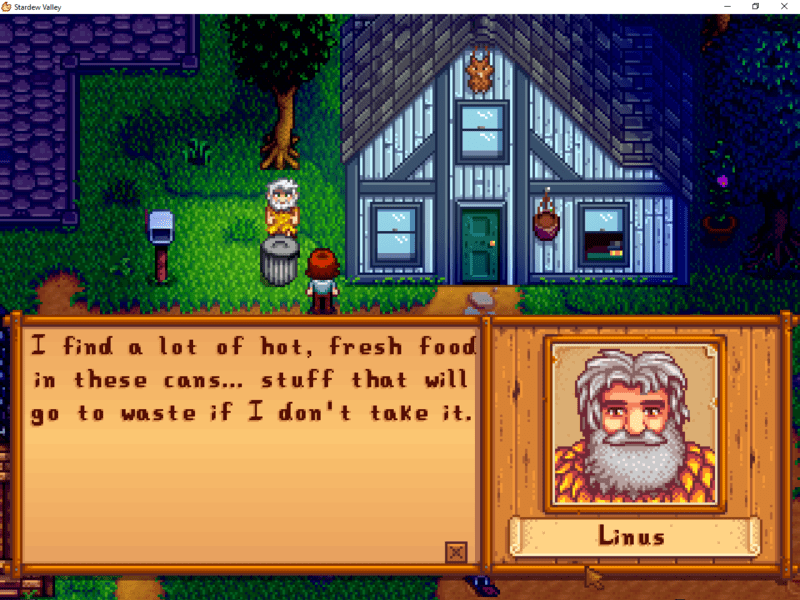 Stardew Valley
I find a lot of hot, fresh food
in these cans... stuff that will
go to waste if I don't take it.
Linus